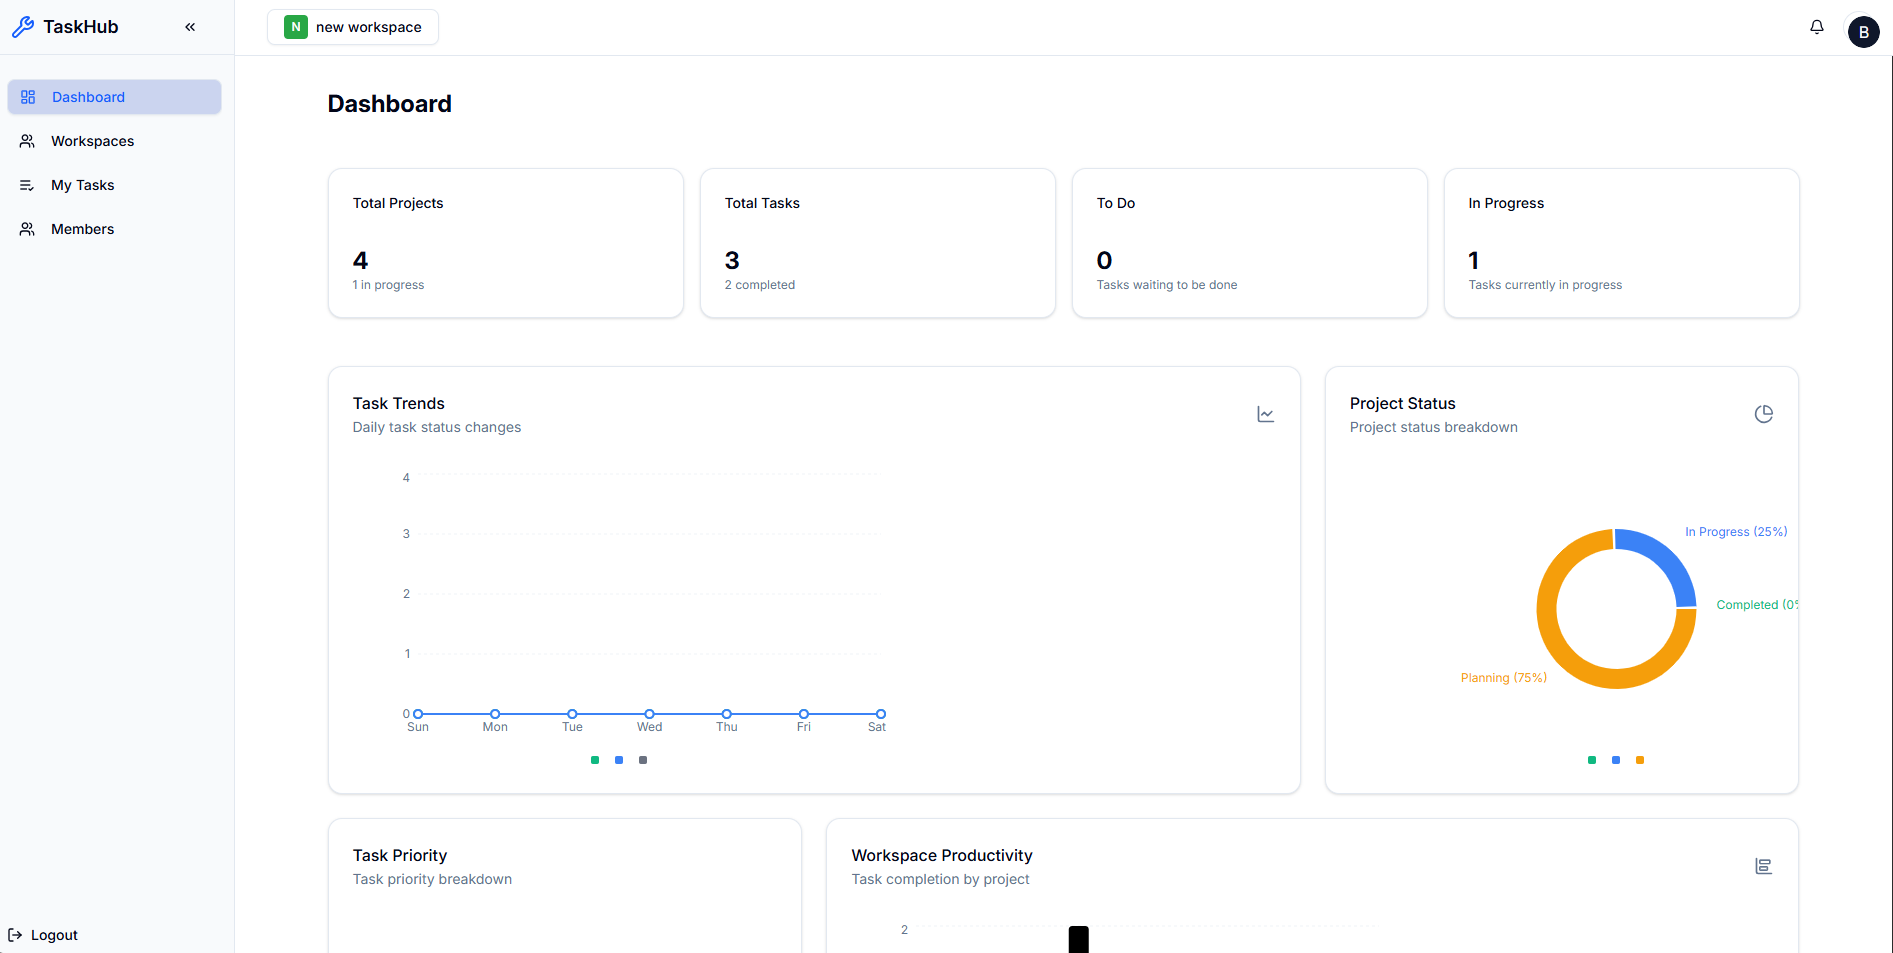 TaskHub
N new workspace
B
Dashboard
Workspaces
My Tasks
Members
Logout
Dashboard
Total Projects
4
1 in progress
Total Tasks
3
2 completed
To Do
0
Tasks waiting to be done
In Progress
1
Tasks currently in progress
Task Trends
Daily task status changes
4
3
2
1
0
Sun Mon Tue Wed Thu Fri Sat
Project Status
Project status breakdown
In Progress (25%)
Completed (0%
Planning (75%)
Task Priority
Task priority breakdown
Workspace Productivity
Task completion by project
2